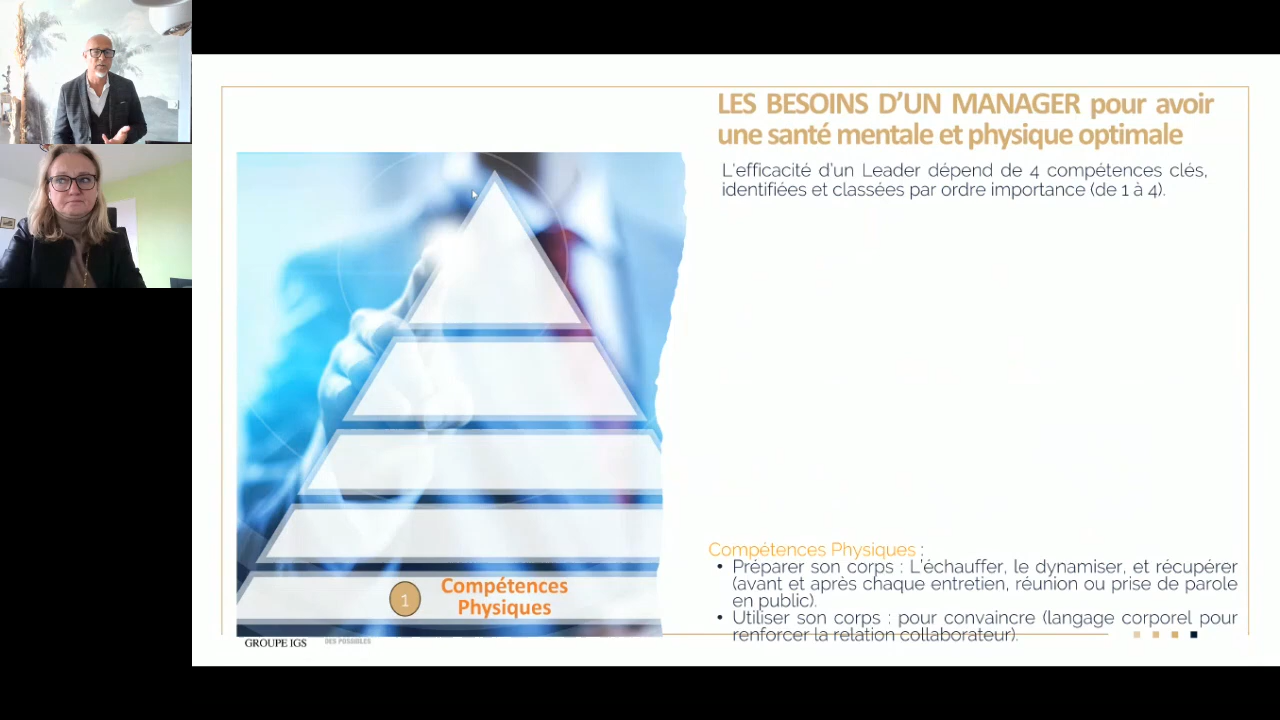 LES BESOINS D'UN MANAGER pour avoir
une santé mentale et physique optimale
L'efficacité d'un Leader dépend de 4 compétences clés,
identifiées et classées par ordre importance (de 1 à 4).
1
Compétences
Physiques
Compétences Physiques :
• Préparer son corps : L'échauffer, le dynamiser, et récupérer
(avant et après chaque entretien, réunion ou prise de parole
en public).
• Utiliser son corps : pour convaincre (langage corporel pour
renforcer la relation collaborateur).
GROUPE IGS
DES POSSIBLES